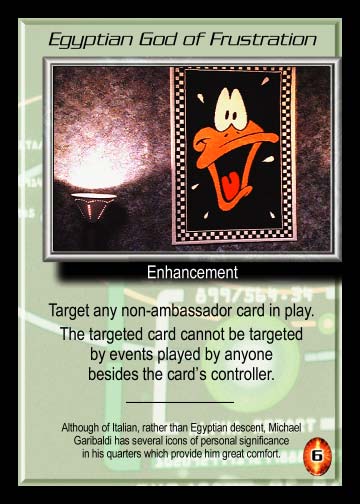 Egyptian God of Frustration
Enhancement
Target any non-ambassador card in play.
The targeted card cannot be targeted
by events played by anyone
besides the card's controller.
Although of Italian, rather than Egyptian descent, Michael
Garibaldi has several icons of personal significance
in his quarters which provide him great comfort.
6